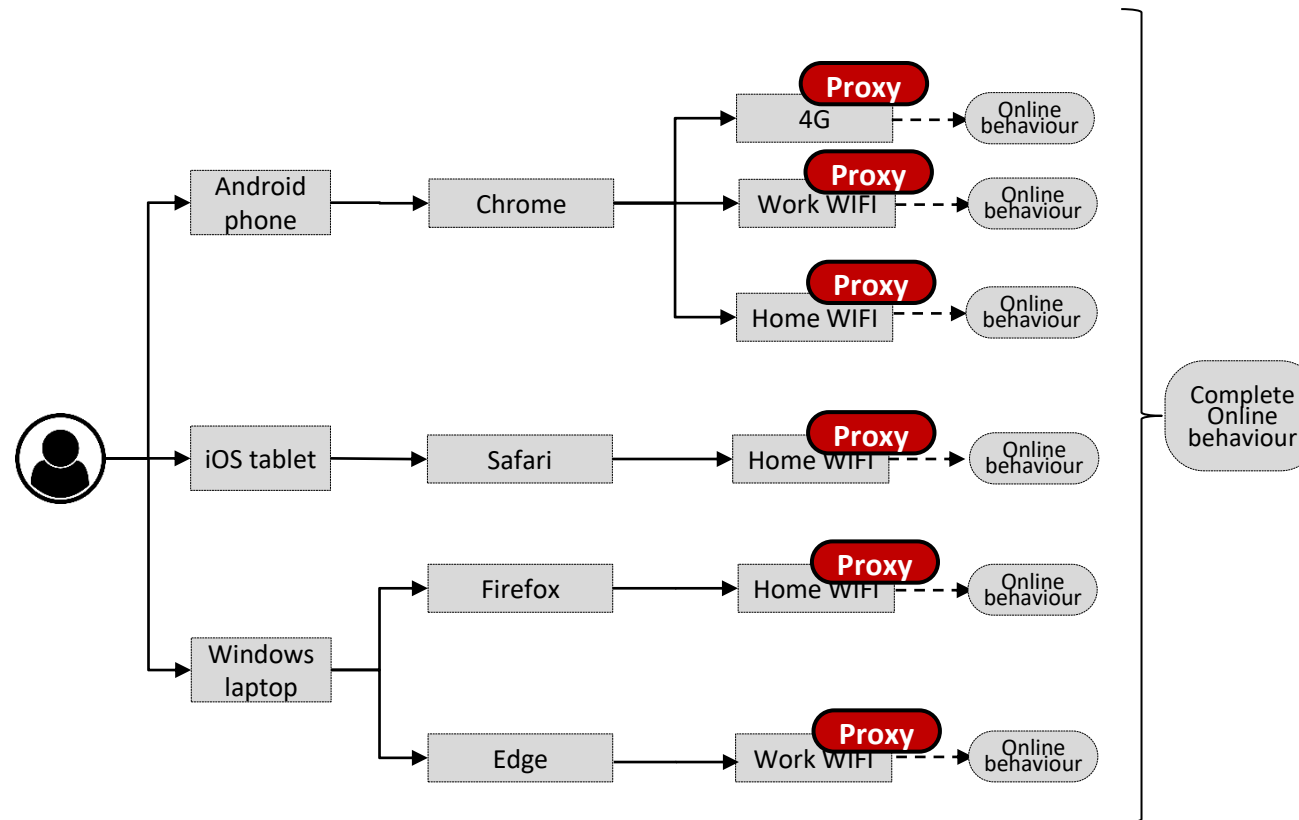 Proxy
4G
Online
behaviour
Android
phone
Chrome
Proxy
Work WIFI
Online
behaviour
Proxy
Home WIFI
Online
behaviour
iOS tablet
Safari
Proxy
Home WIFI
Online
behaviour
Complete
Online
behaviour
Windows
laptop
Firefox
Proxy
Home WIFI
Online
behaviour
Edge
Proxy
Work WIFI
Online
behaviour